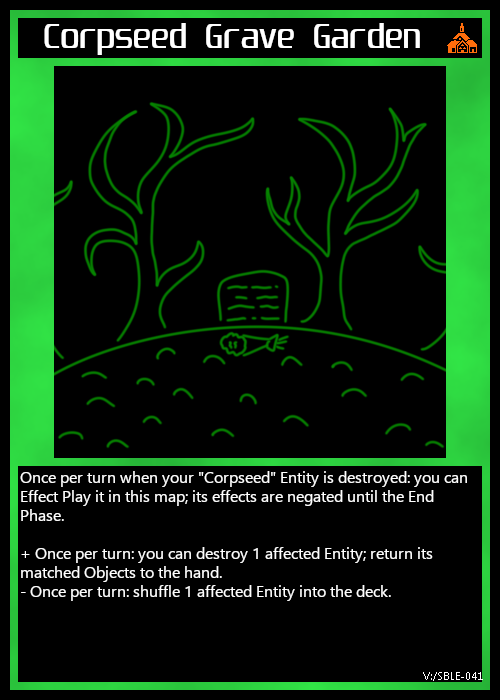 Corpseed Grave Garden
Once per turn when your "Corpseed" Entity is destroyed: you can
Effect Play it in this map; its effects are negated until the End
Phase.
+ Once per turn: you can destroy 1 affected Entity; return its
matched Objects to the hand.
- Once per turn: shuffle 1 affected Entity into the deck.
V:/SBLE-041